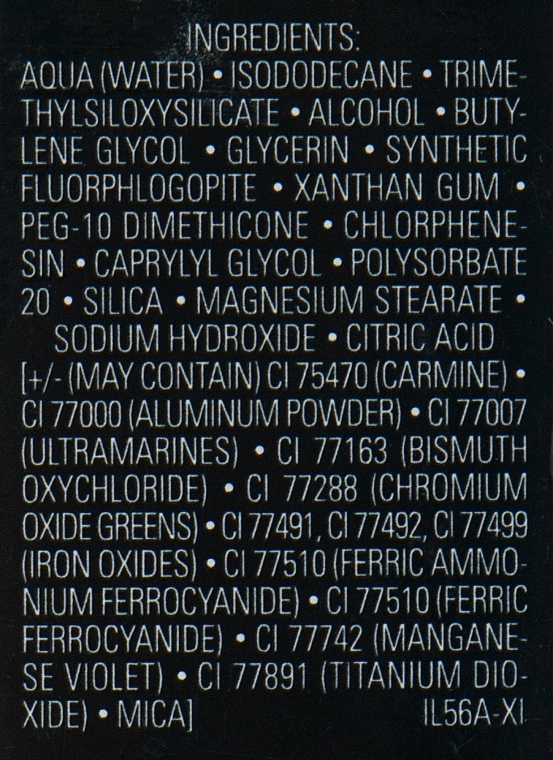 INGREDIENTS:
AQUA (WATER) • ISODODECANE • TRIME-
THYLSILOXYSILICATE • ALCOHOL • BUTY-
LENE GLYCOL • GLYCERIN • SYNTHETIC
FLUORPHLOGOPITE • XANTHAN GUM •
PEG-10 DIMETHICONE • CHLORPHENE-
SIN • CAPRYLYL GLYCOL • POLYSORBATE
20 • SILICA • MAGNESIUM STEARATE •
SODIUM HYDROXIDE • CITRIC ACID
[+/- (MAY CONTAIN) CI 75470 (CARMINE) •
CI 77000 (ALUMINUM POWDER) • CI 77007
(ULTRAMARINES) • CI 77163 (BISMUTH
OXYCHLORIDE) • CI 77288 (CHROMIUM
OXIDE GREENS) • CI 77491, CI 77492, CI 77499
(IRON OXIDES) • CI 77510 (FERRIC AMMO-
NIUM FERROCYANIDE) • CI 77510 (FERRIC
FERROCYANIDE) • CI 77742 (MANGANE-
SE VIOLET) • CI 77891 (TITANIUM DIO-
XIDE) • MICA] IL56A-XI